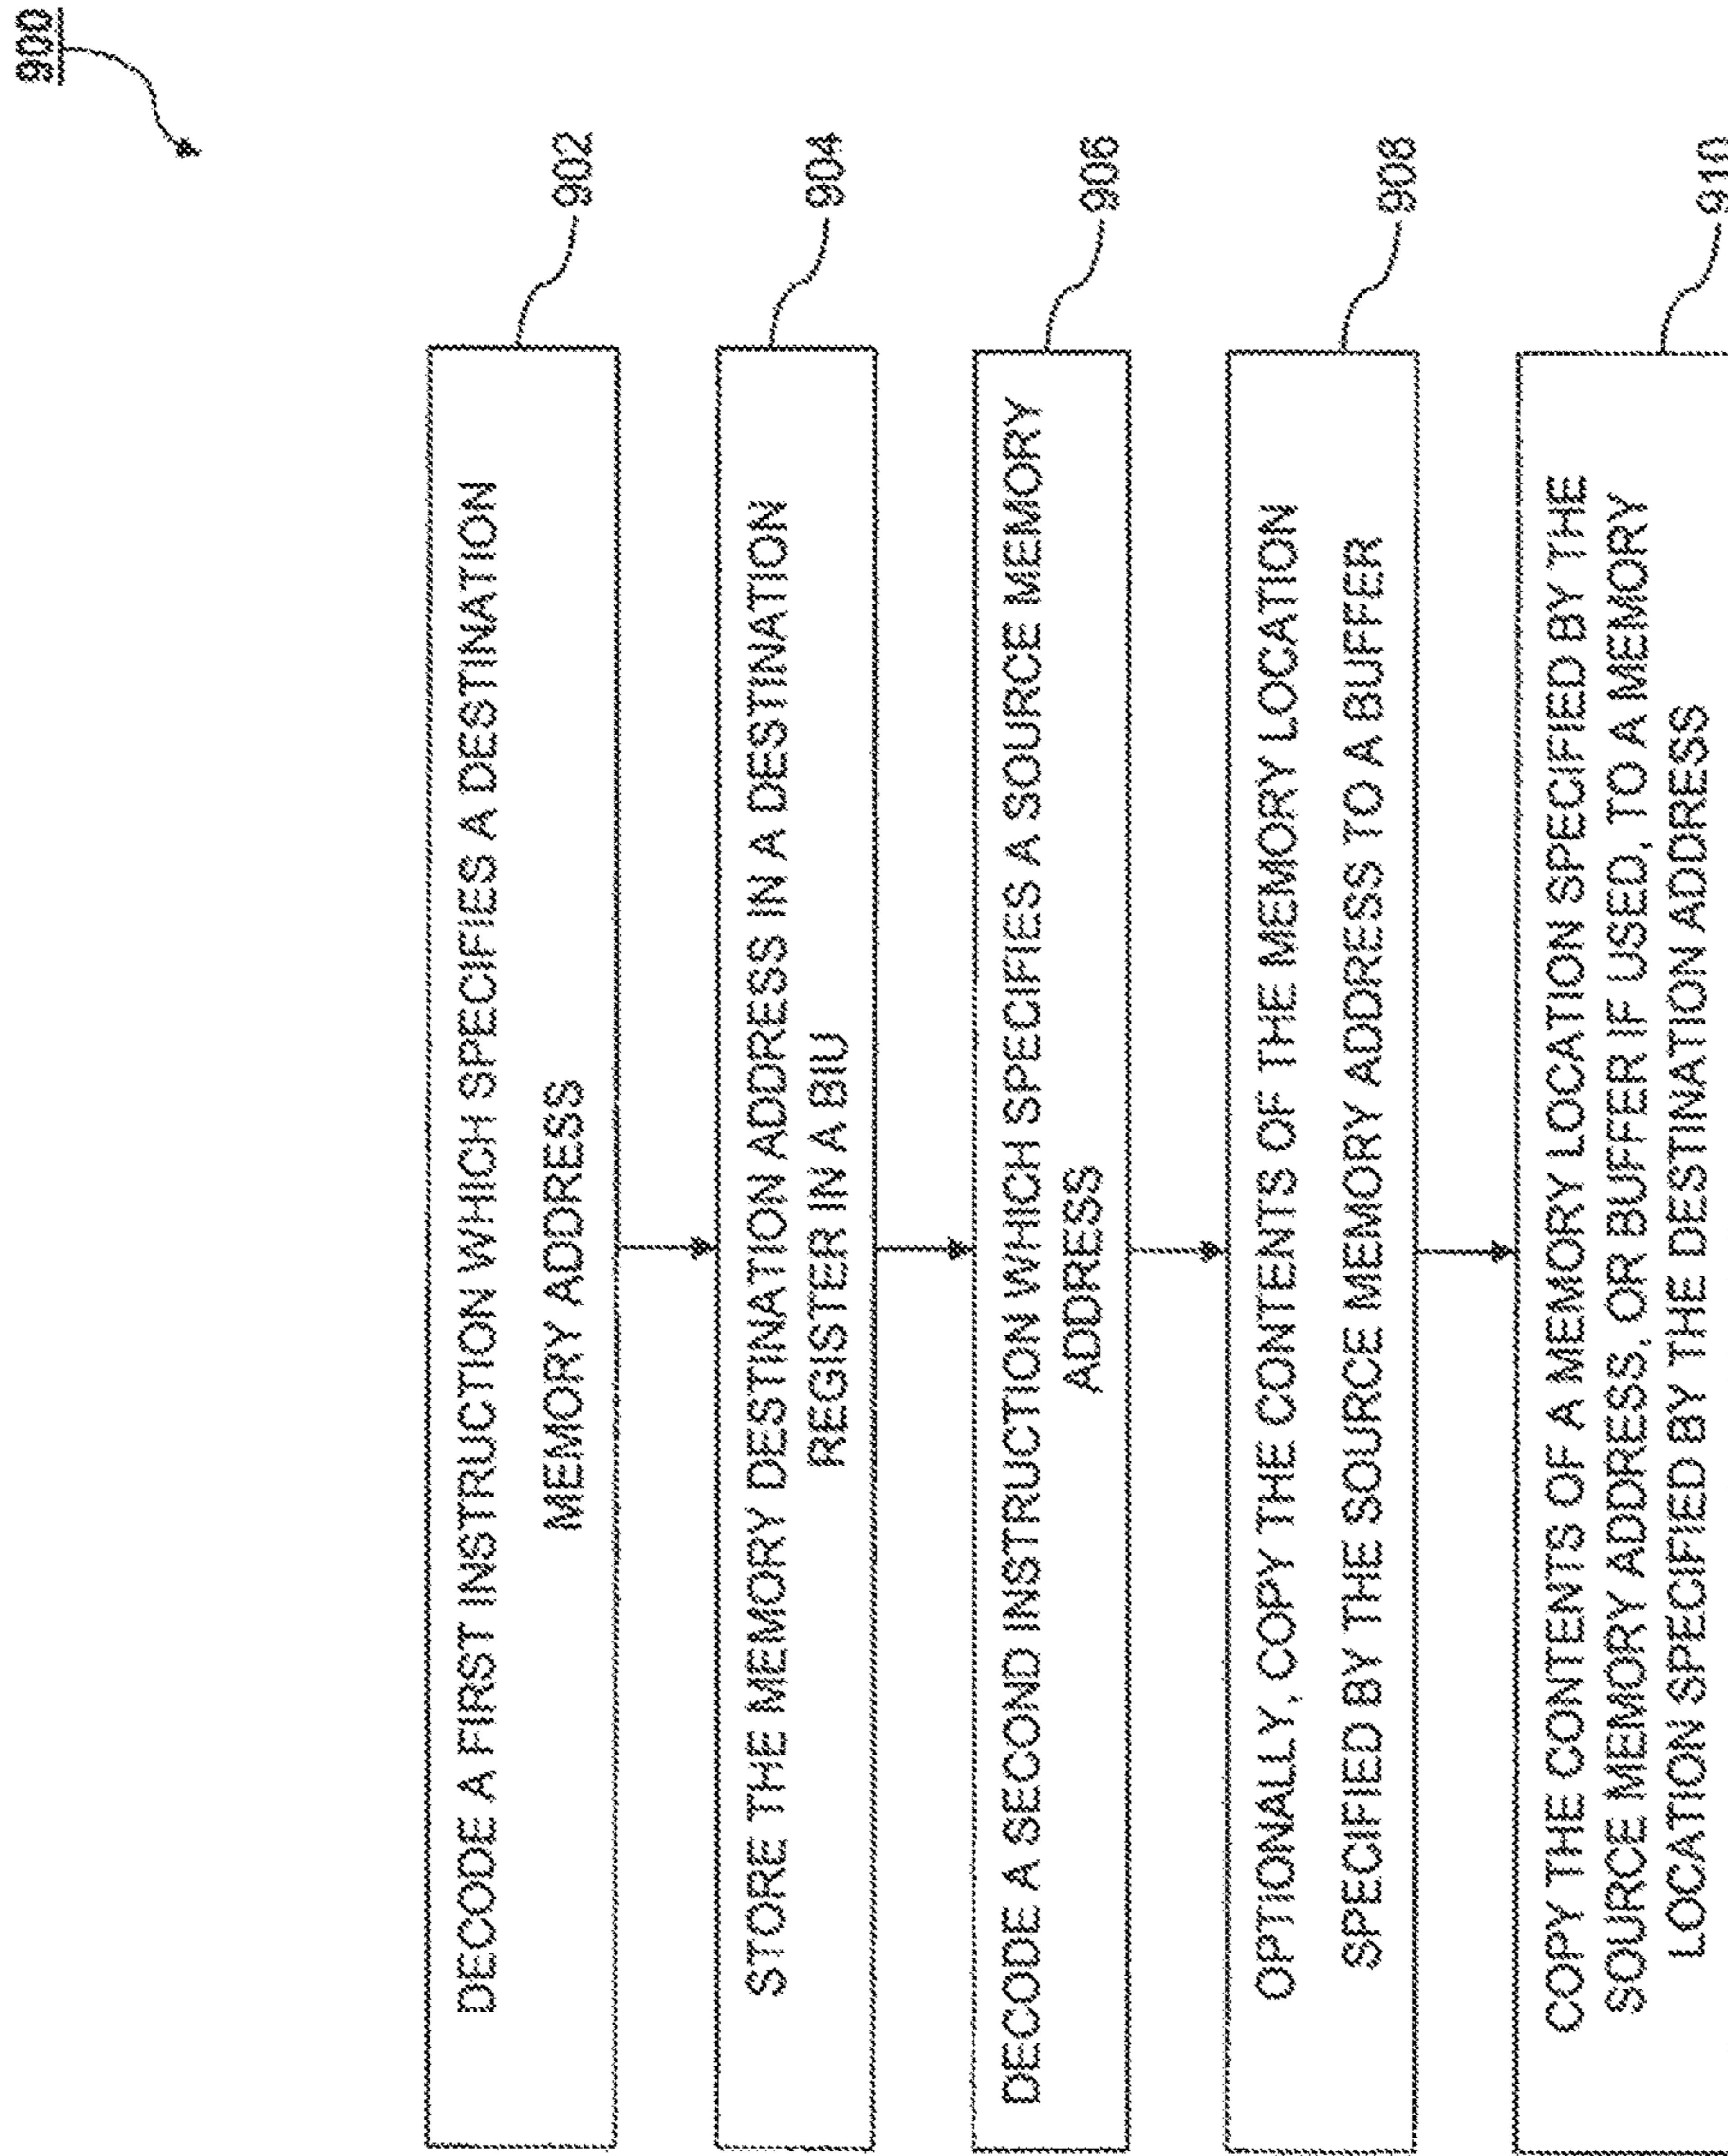 900
DECODE A FIRST INSTRUCTION WHICH SPECIFIES A DESTINATION
MEMORY ADDRESS
902
STORE THE MEMORY DESTINATION ADDRESS IN A DESTINATION
REGISTER IN A BIU
904
DECODE A SECOND INSTRUCTION WHICH SPECIFIES A SOURCE MEMORY
ADDRESS
906
OPTIONALLY, COPY THE CONTENTS OF THE MEMORY LOCATION
SPECIFIED BY THE SOURCE MEMORY ADDRESS TO A BUFFER
908
COPY THE CONTENTS OF A MEMORY LOCATION SPECIFIED BY THE
SOURCE MEMORY ADDRESS, OR BUFFER IF USED, TO A MEMORY
LOCATION SPECIFIED BY THE DESTINATION ADDRESS
910